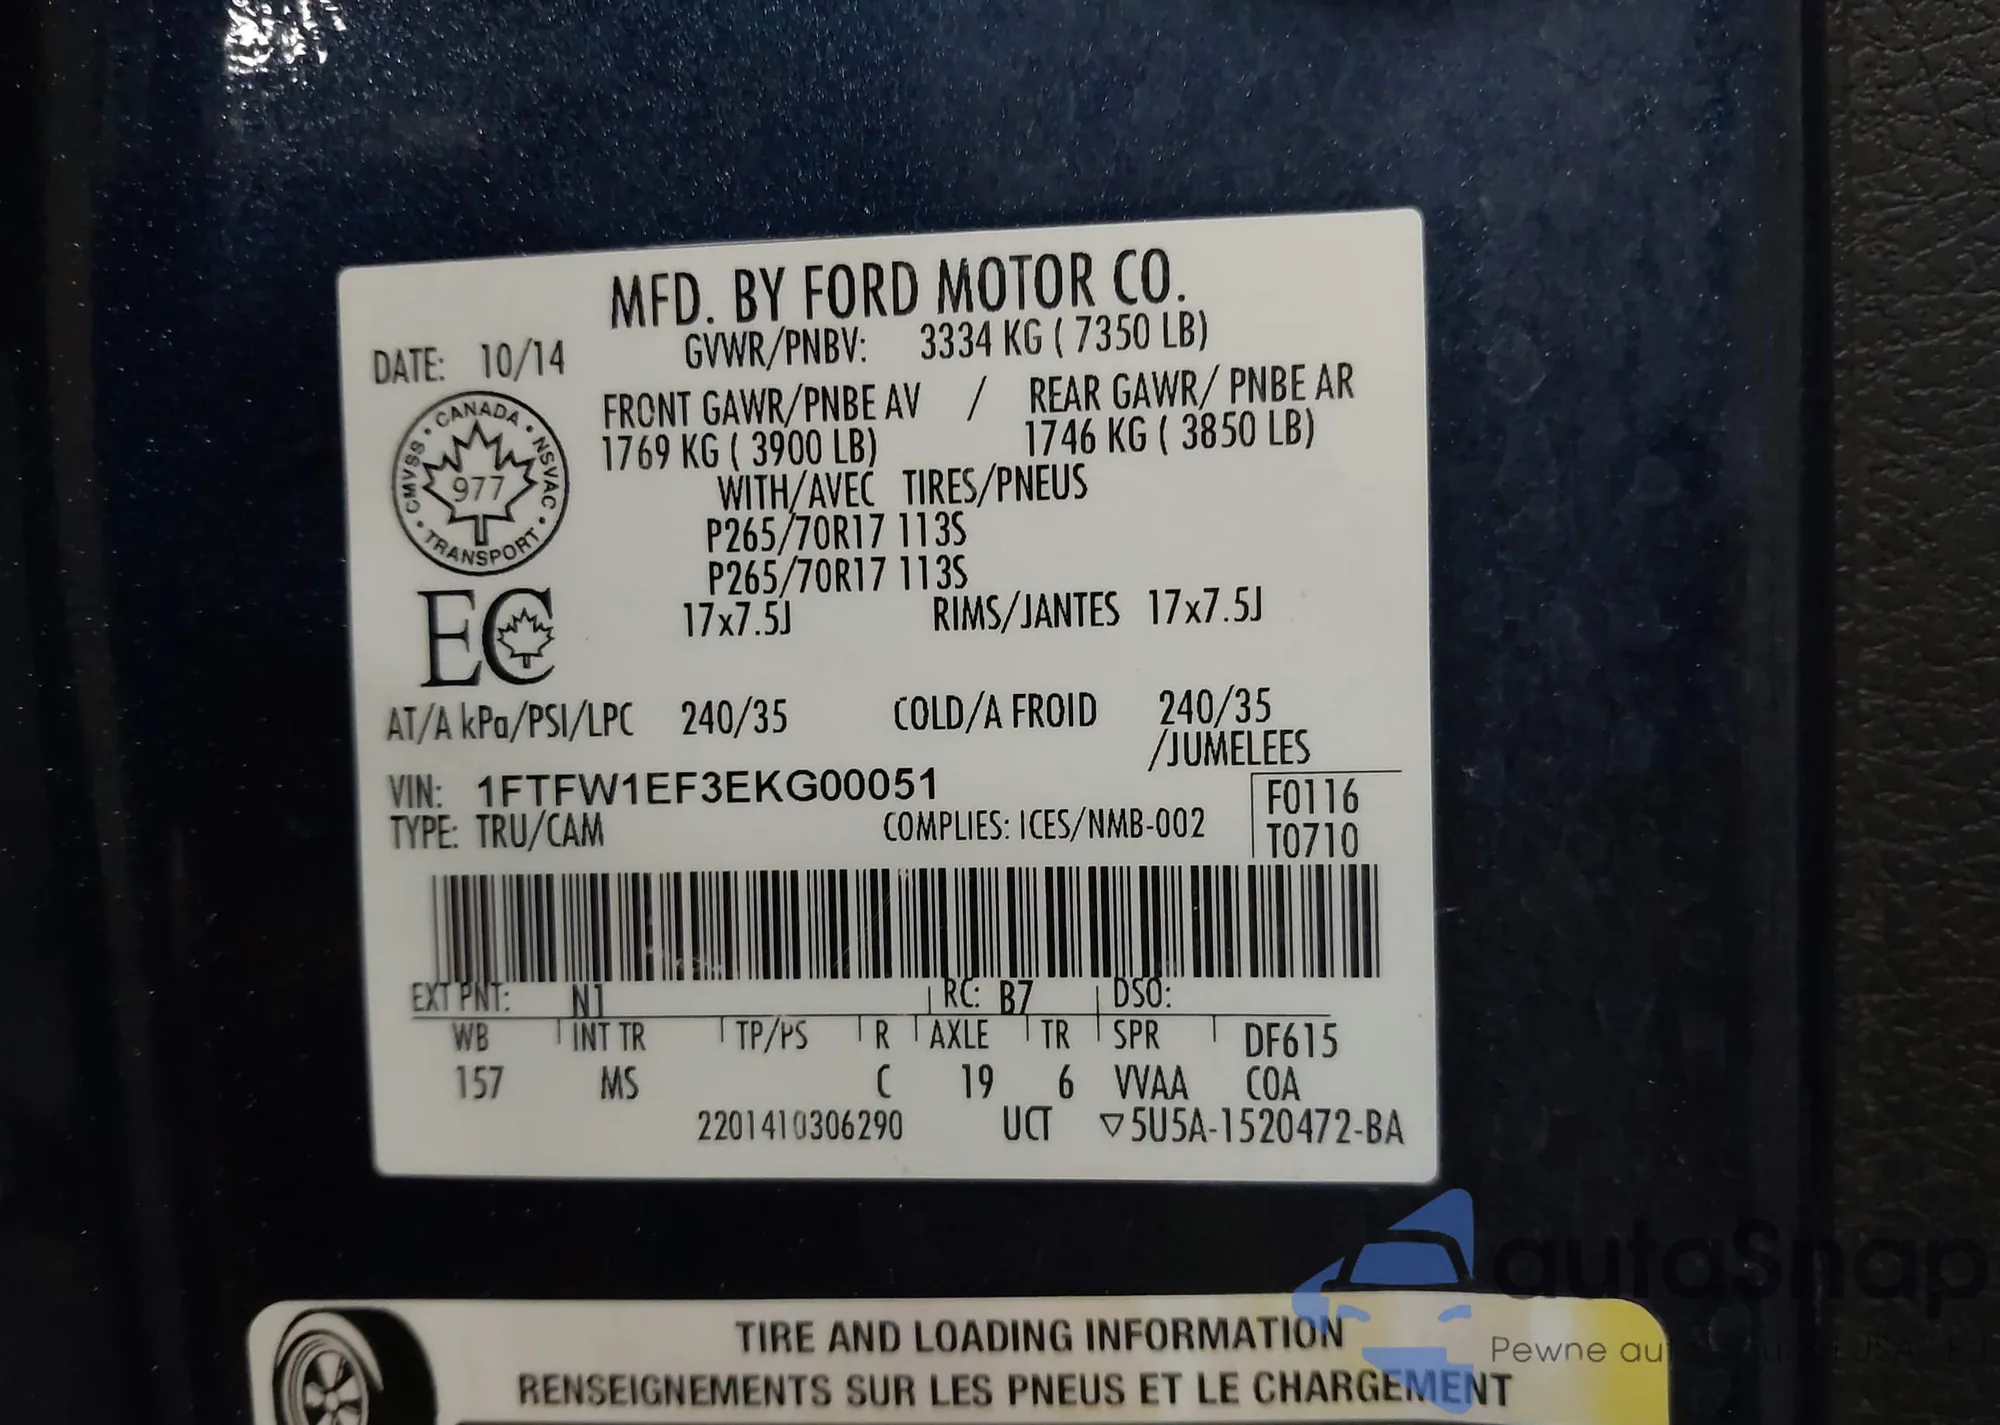 MFD. BY FORD MOTOR CO.
DATE: 10/14
GVWR/PNBV: 3334 KG ( 7350 LB)
FRONT GAWR/PNBE AV / REAR GAWR/ PNBE AR
1769 KG ( 3900 LB) 1746 KG ( 3850 LB)
WITH/AVEC TIRES/PNEUS
P265/70R17 113S
P265/70R17 113S
17x7.5J RIMS/JANTES 17x7.5J
CANADA · NSVAC · TRANSPORT · CMVSS ·
977
EC
AT/A kPa/PSI/LPC 240/35 COLD/A FROID 240/35
/JUMELEES
VIN: 1FTFW1EF3EKG00051
F0116
TYPE: TRU/CAM COMPLIES: ICES/NMB-002
T0710
EXT PNT: N1 RC: B7 DSO:
WB INT TR TP/PS R AXLE TR SPR DF615
157 MS C 19 6 VVAA COA
2201410306290 UCT ▽5U5A-1520472-BA
autaSnap
Pewne
TIRE AND LOADING INFORMATION
RENSEIGNEMENTS SUR LES PNEUS ET LE CHARGEMENT